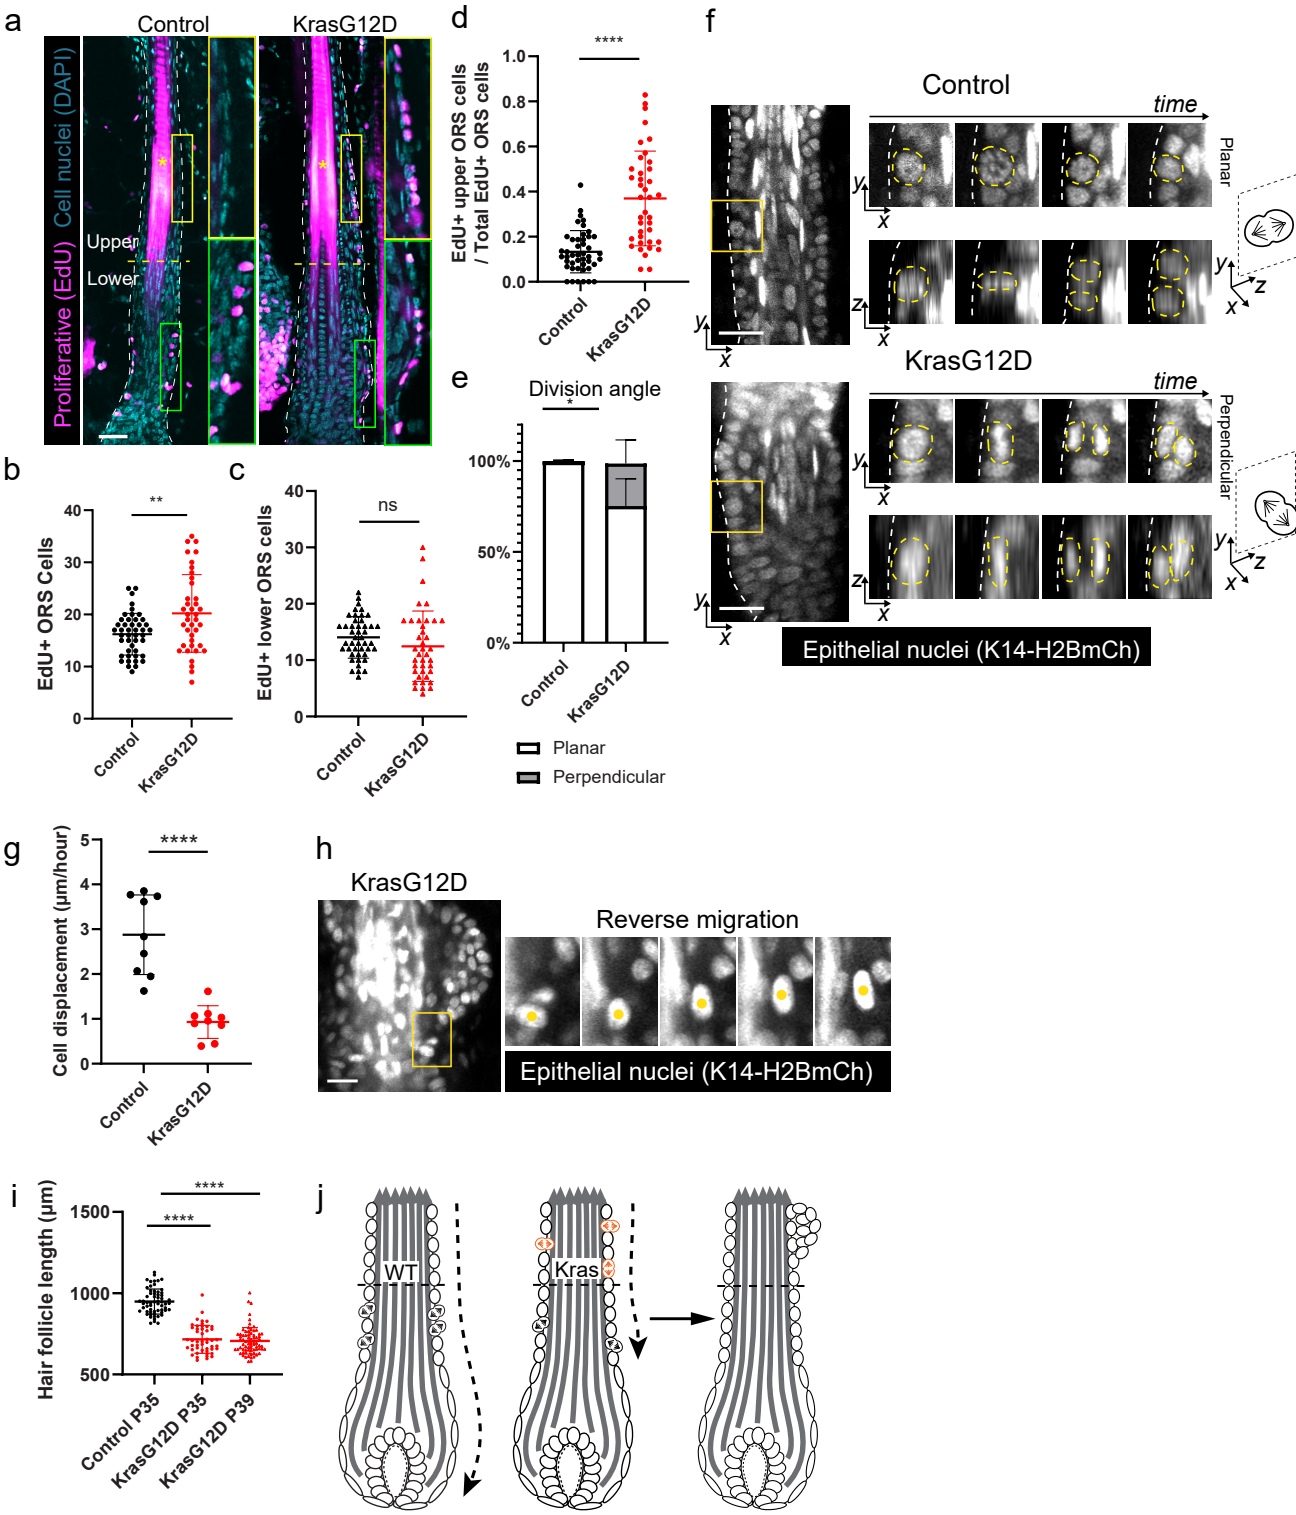 a
Control
KrasG12D
Proliferative (EdU) Cell nuclei (DAPI)
*
*
Upper
Lower
b
EdU+ ORS Cells
**
40
30
20
10
0
Control
KrasG12D
c
EdU+ lower ORS cells
ns
40
30
20
10
0
Control
KrasG12D
d
EdU+ upper ORS cells
/ Total EdU+ ORS cells
****
1.0
0.8
0.6
0.4
0.2
0.0
Control
KrasG12D
e
Division angle
*
100%
50%
0%
Control
KrasG12D
Planar
Perpendicular
f
Control
time
y
x
y
x
z
x
Planar
y
z
x
KrasG12D
time
y
x
y
x
z
x
Perpendicular
y
z
x
Epithelial nuclei (K14-H2BmCh)
g
Cell displacement (μm/hour)
****
5
4
3
2
1
0
Control
KrasG12D
h
KrasG12D
Reverse migration
Epithelial nuclei (K14-H2BmCh)
i
Hair follicle length (μm)
****
****
1500
1000
500
Control P35
KrasG12D P35
KrasG12D P39
j
WT
Kras